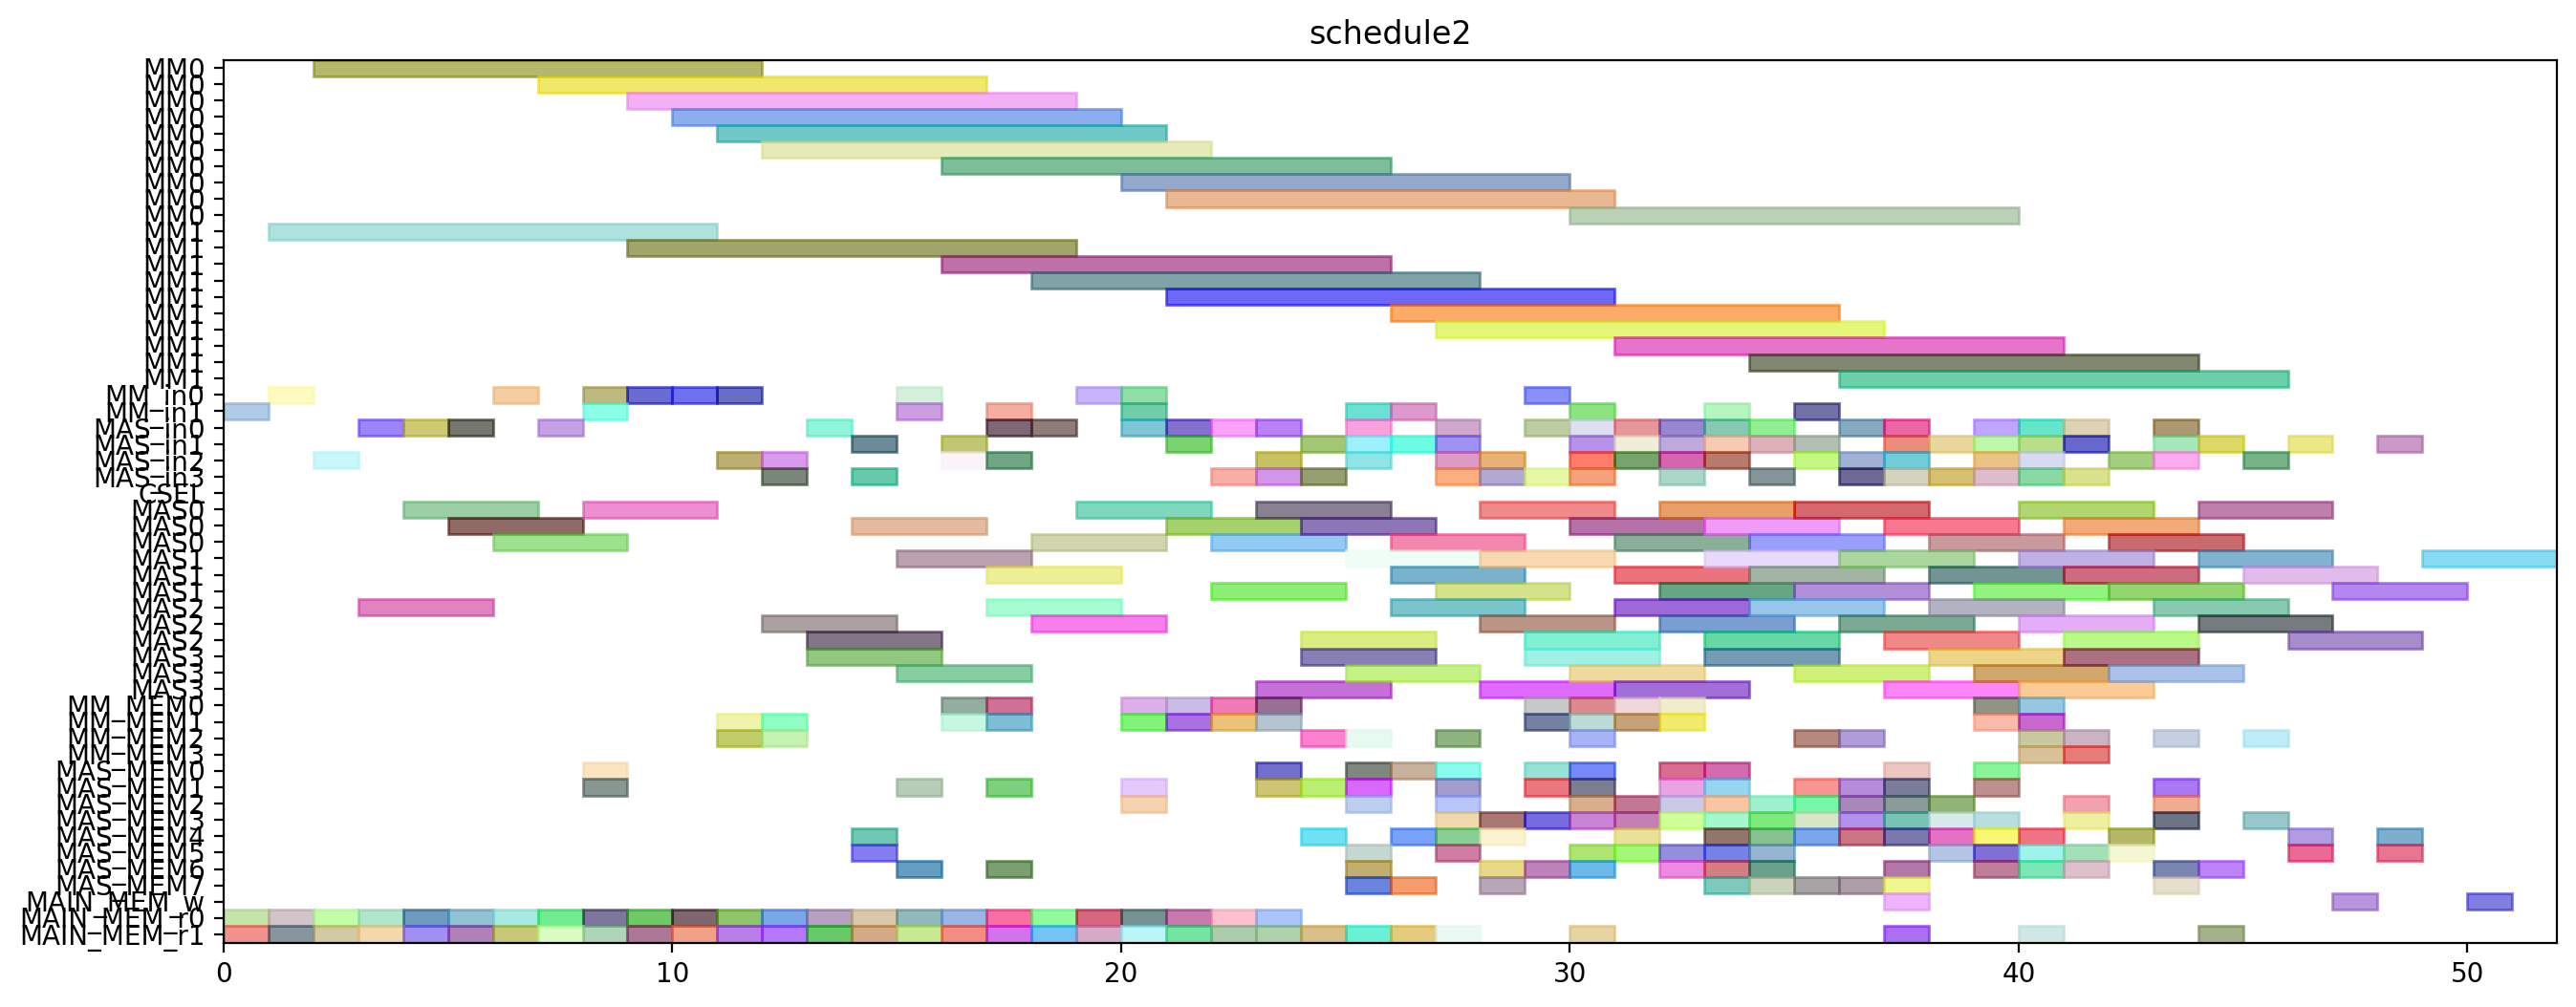 schedule2
MM0
MM0
MM0
MM0
MM0
MM0
MM0
MM0
MM0
MM0
MM1
MM1
MM1
MM1
MM1
MM1
MM1
MM1
MM1
MM1
MM_in0
MM_in1
MAS_in0
MAS_in1
MAS_in2
MAS_in3
CSEL
MAS0
MAS0
MAS0
MAS1
MAS1
MAS1
MAS2
MAS2
MAS2
MAS3
MAS3
MAS3
MM_MEM0
MM_MEM1
MM_MEM2
MM_MEM3
MAS_MEM0
MAS_MEM1
MAS_MEM2
MAS_MEM3
MAS_MEM4
MAS_MEM5
MAS_MEM6
MAS_MEM7
MAIN_MEM_w
MAIN_MEM_r0
MAIN_MEM_r1
0 10 20 30 40 50